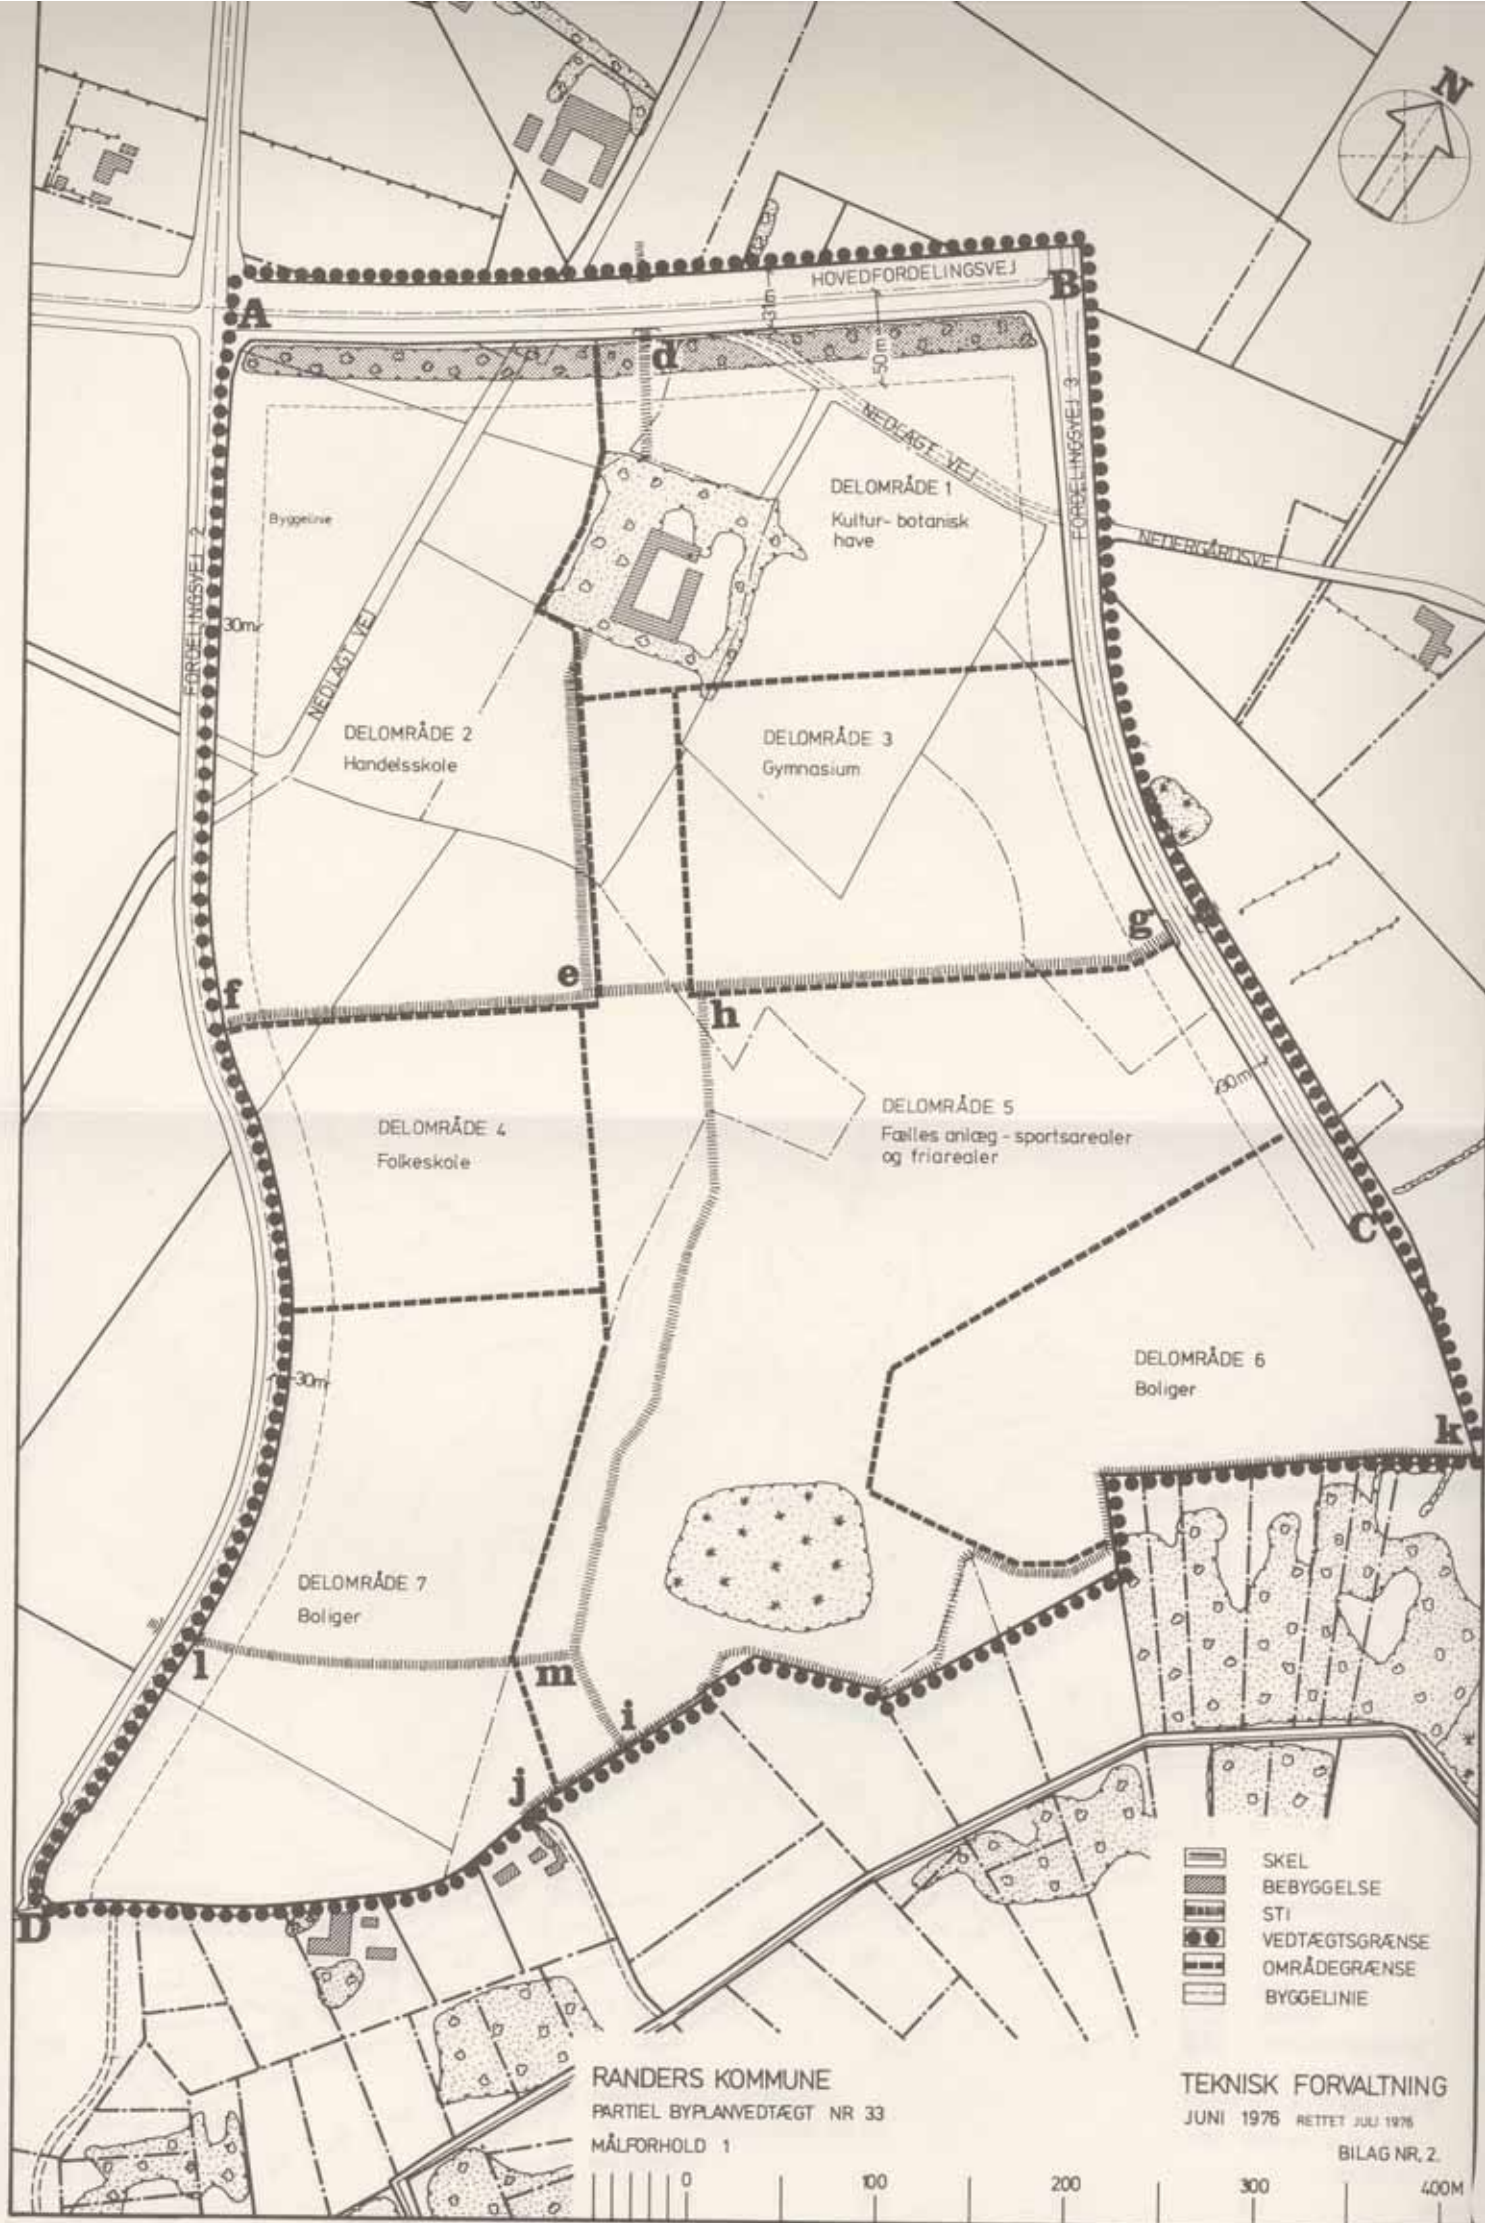 N
HOVEDFORDELINGSVEJ
B
A
31m
d
50m
NEDLAGT VEJ
FORDELINGSVEJ 3
DELOMRÅDE 1
Kultur-botanisk
have
Byggelinie
NEDERGÅRDSVEJ
FORDELINGSVEJ 2
30m
NEDLAGT VEJ
DELOMRÅDE 2
Handelsskole
DELOMRÅDE 3
Gymnasium
g
e
f
h
30m
DELOMRÅDE 4
Folkeskole
DELOMRÅDE 5
Fælles anlæg - sportsarealer
og friarealer
C
DELOMRÅDE 6
Boliger
30m
k
DELOMRÅDE 7
Boliger
l
m
i
j
D
SKEL
BEBYGGELSE
STI
VEDTÆGTSGRÆNSE
OMRÅDEGRÆNSE
BYGGELINIE
RANDERS KOMMUNE
PARTIEL BYPLANVEDTÆGT NR 33
MÅLFORHOLD 1
TEKNISK FORVALTNING
JUNI 1976 RETTET JULI 1976
BILAG NR. 2.
0 100 200 300 400M